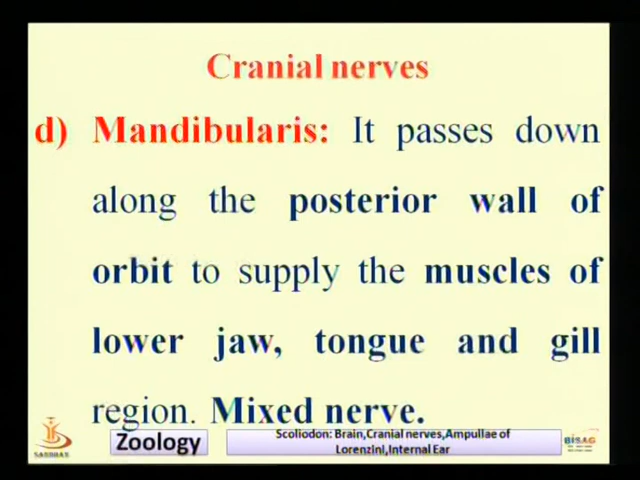 Cranial nerves
d) Mandibularis: It passes down
along the posterior wall of
orbit to supply the muscles of
lower jaw, tongue and gill
region. Mixed nerve.
SANDHAN
Zoology
Scoliodon: Brain,Cranial nerves,Ampullae of
Lorenzini,Internal Ear
BISAG